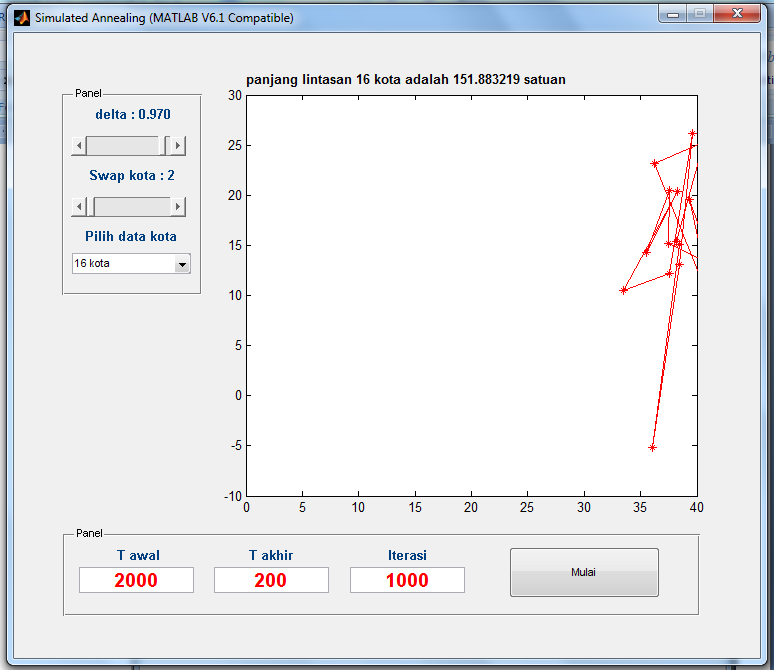 Simulated Annealing (MATLAB V6.1 Compatible)
panjang lintasan 16 kota adalah 151.883219 satuan
Panel
delta : 0.970
Swap kota : 2
Pilih data kota
16 kota
30
25
20
15
10
5
0
-5
-10
0 5 10 15 20 25 30 35 40
Panel
T awal T akhir Iterasi
2000 200 1000
Mulai